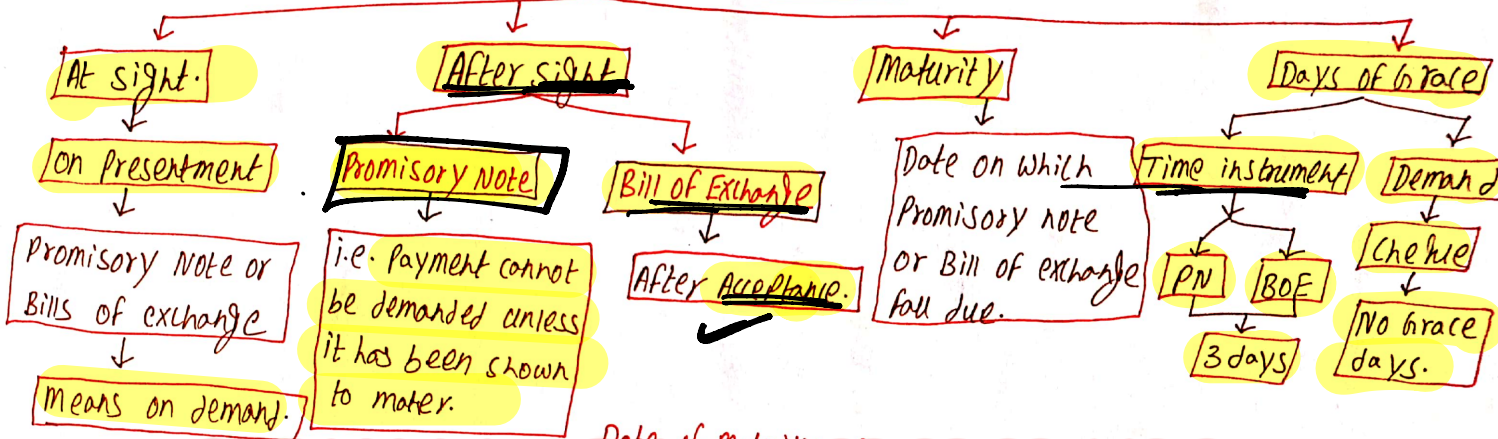 At sight.
on Presentment
Promisory Note or
Bills of exchange
means on demand.
After sight
Promisory Note
i.e. Payment cannot
be demanded unless
it has been shown
to maker.
Bill of Exchange
After Acceptance.
Maturity
Date on which
Promisory note
or Bill of exchange
fall due.
Days of Grace
Time instrument
PN
BOE
3 days
Demand
Cheque
No Grace
days.